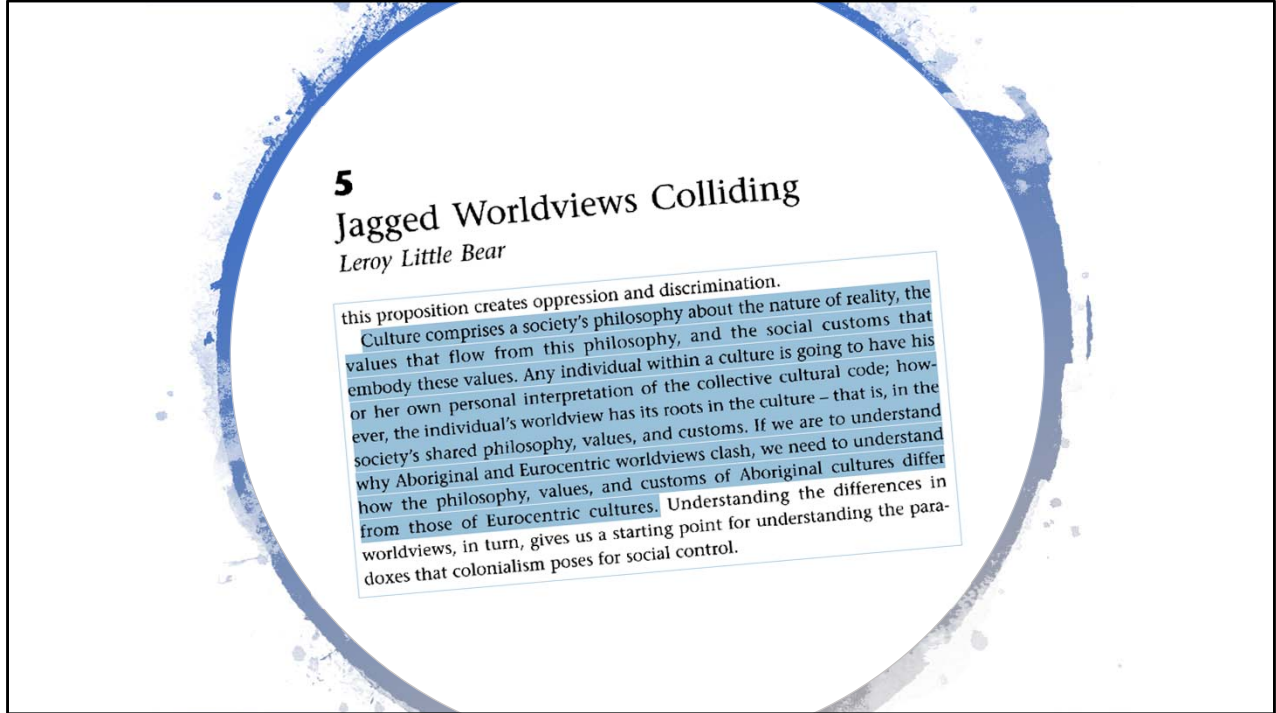 5
Jagged Worldviews Colliding
Leroy Little Bear
this proposition creates oppression and discrimination.
Culture comprises a society's philosophy about the nature of reality, the
values that flow from this philosophy, and the social customs that
embody these values. Any individual within a culture is going to have his
or her own personal interpretation of the collective cultural code; how-
ever, the individual's worldview has its roots in the culture – that is, in the
society's shared philosophy, values, and customs. If we are to understand
why Aboriginal and Eurocentric worldviews clash, we need to understand
how the philosophy, values, and customs of Aboriginal cultures differ
from those of Eurocentric cultures. Understanding the differences in
worldviews, in turn, gives us a starting point for understanding the para-
doxes that colonialism poses for social control.